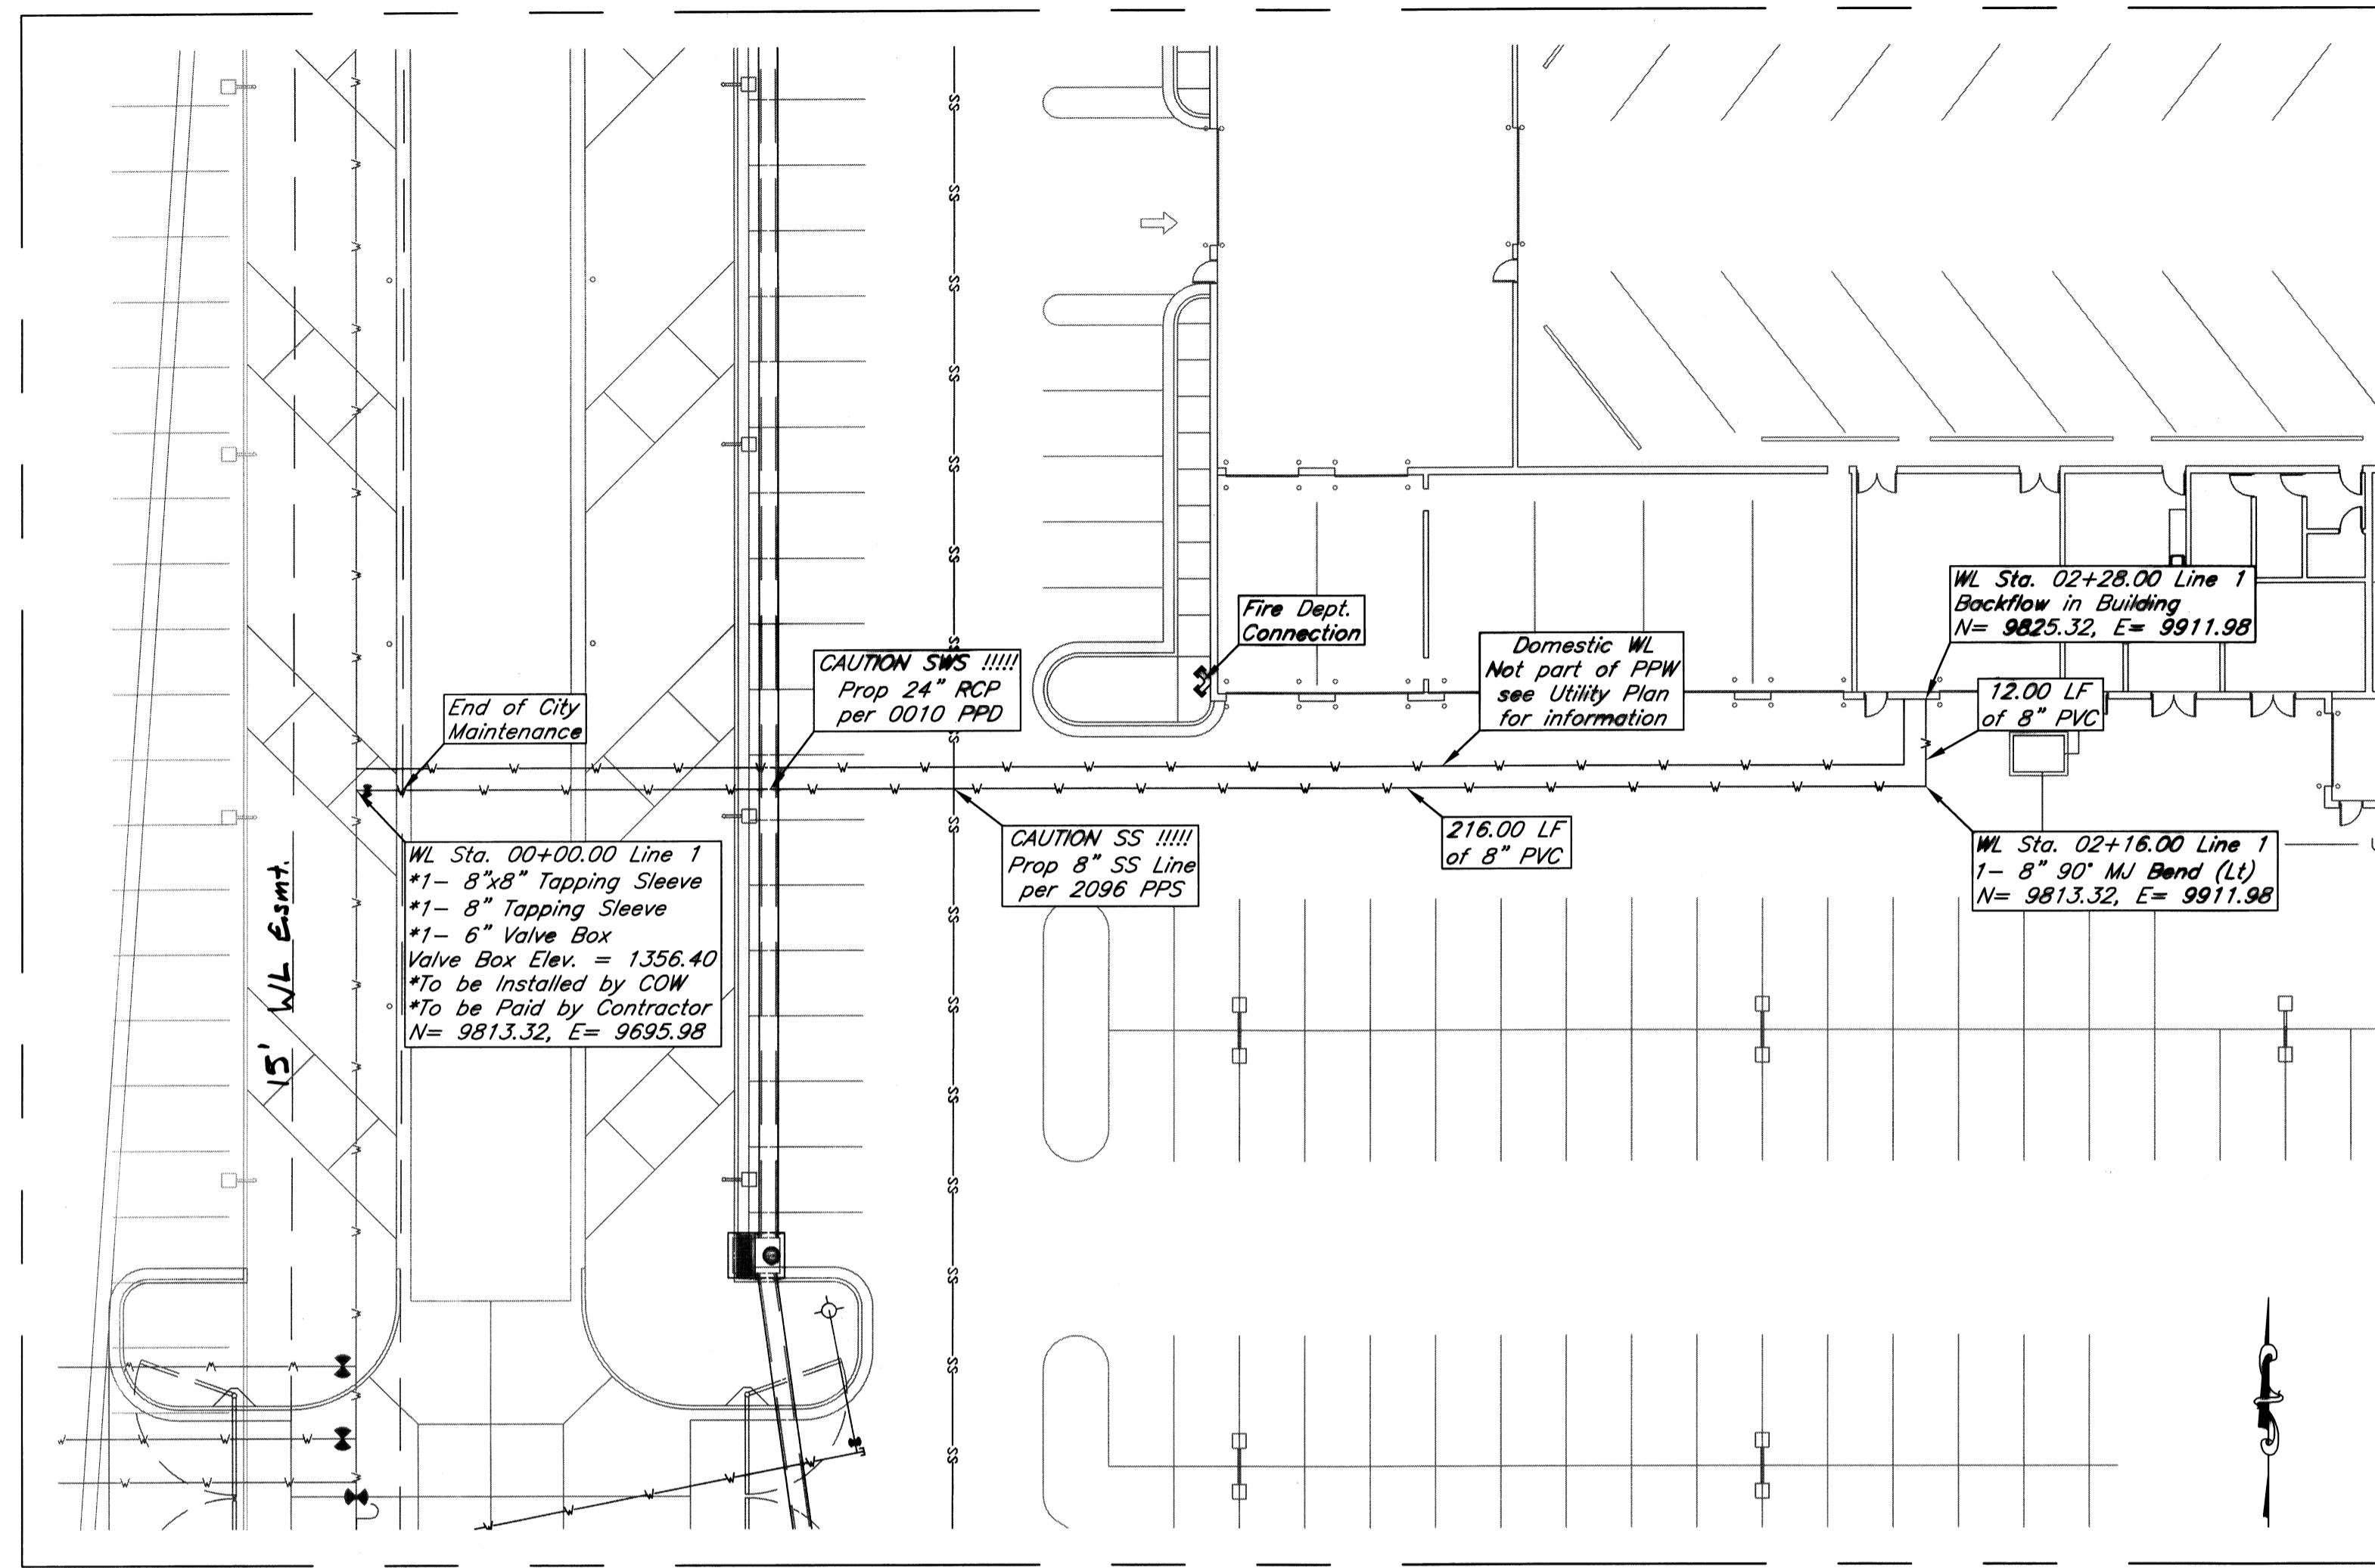 WL Sta. 02+28.00 Line 1
Backflow in Building
N= 9825.32, E= 9911.98
Fire Dept.
Connection
Domestic WL
Not part of PPW
see Utility Plan
for information
CAUTION SWS !!!!!
Prop 24" RCP
per 0010 PPD
12.00 LF
of 8" PVC
End of City
Maintenance
WL Sta. 00+00.00 Line 1
*1- 8"x8" Tapping Sleeve
*1- 8" Tapping Sleeve
*1- 6" Valve Box
Valve Box Elev. = 1356.40
*To be Installed by COW
*To be Paid by Contractor
N= 9813.32, E= 9695.98
CAUTION SS !!!!!
Prop 8" SS Line
per 2096 PPS
216.00 LF
of 8" PVC
WL Sta. 02+16.00 Line 1
1- 8" 90° MJ Bend (Lt)
N= 9813.32, E= 9911.98
15' WL Esmt.